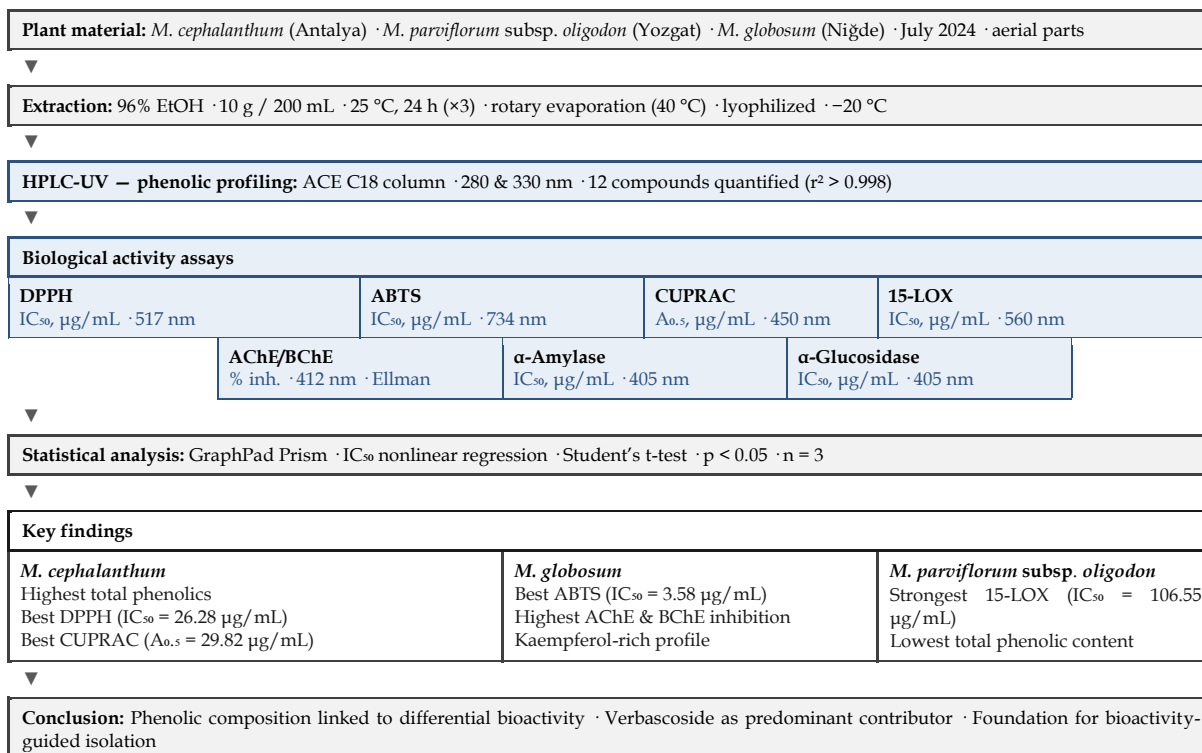 Plant material: M. cephalanthum (Antalya) · M. parviflorum subsp. oligodon (Yozgat) · M. globosum (Niğde) · July 2024 · aerial parts
Extraction: 96% EtOH · 10 g / 200 mL · 25 °C, 24 h (×3) · rotary evaporation (40 °C) · lyophilized · −20 °C
HPLC-UV — phenolic profiling: ACE C18 column · 280 & 330 nm · 12 compounds quantified (r² > 0.998)
Biological activity assays
DPPH
IC₅₀, µg/mL · 517 nm
ABTS
IC₅₀, µg/mL · 734 nm
CUPRAC
A₀.₅, µg/mL · 450 nm
15-LOX
IC₅₀, µg/mL · 560 nm
AChE/BChE
% inh. · 412 nm · Ellman
α-Amylase
IC₅₀, µg/mL · 405 nm
α-Glucosidase
IC₅₀, µg/mL · 405 nm
Statistical analysis: GraphPad Prism · IC₅₀ nonlinear regression · Student’s t-test · p < 0.05 · n = 3
Key findings
M. cephalanthum
Highest total phenolics
Best DPPH (IC₅₀ = 26.28 µg/mL)
Best CUPRAC (A₀.₅ = 29.82 µg/mL)
M. globosum
Best ABTS (IC₅₀ = 3.58 µg/mL)
Highest AChE & BChE inhibition
Kaempferol-rich profile
M. parviflorum subsp. oligodon
Strongest 15-LOX (IC₅₀ = 106.55
µg/mL)
Lowest total phenolic content
Conclusion: Phenolic composition linked to differential bioactivity · Verbascoside as predominant contributor · Foundation for bioactivity-
guided isolation